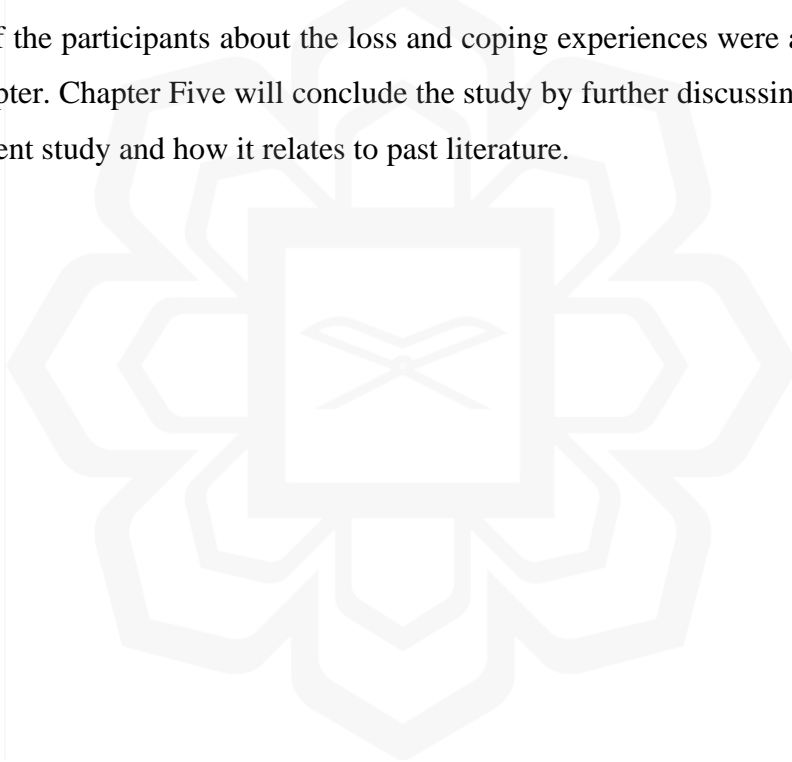 f the participants about the loss and coping experiences were a
pter. Chapter Five will conclude the study by further discussin
ent study and how it relates to past literature.